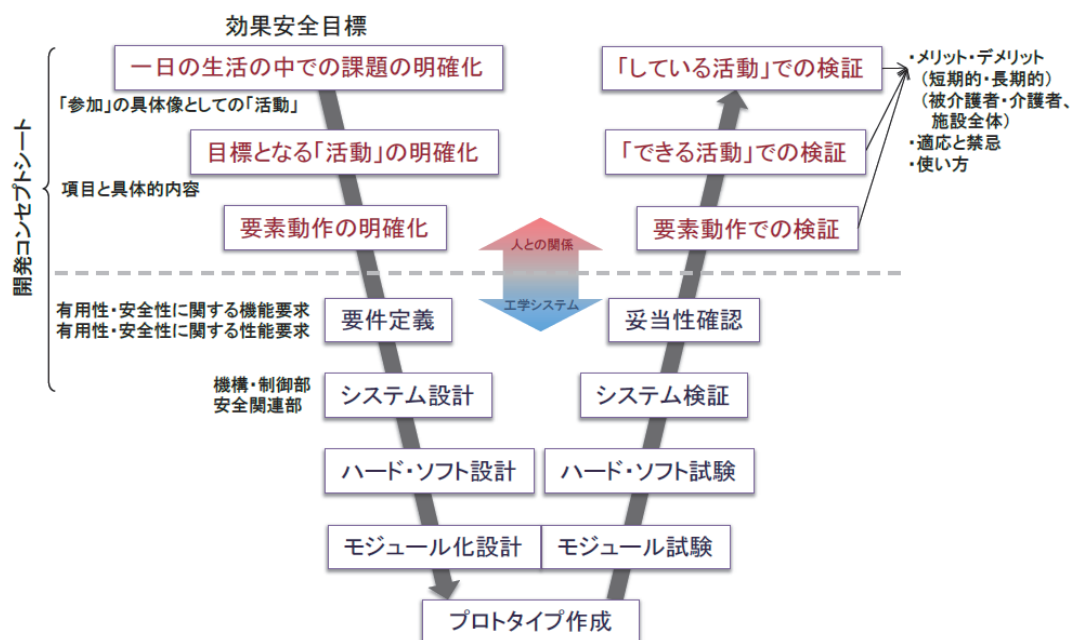 効果安全目標
一日の生活の中での課題の明確化
「参加」の具体像としての「活動」
目標となる「活動」の明確化
項目と具体的内容
要素動作の明確化
開発コンセプトシート
有用性・安全性に関する機能要求
有用性・安全性に関する性能要求
要件定義
機構・制御部
安全関連部
システム設計
ハード・ソフト設計
モジュール化設計
プロトタイプ作成
人との関係
工学システム
「している活動」での検証
「できる活動」での検証
要素動作での検証
妥当性確認
システム検証
ハード・ソフト試験
モジュール試験
・メリット・デメリット
（短期的・長期的）
（被介護者・介護者、
施設全体）
・適応と禁忌
・使い方